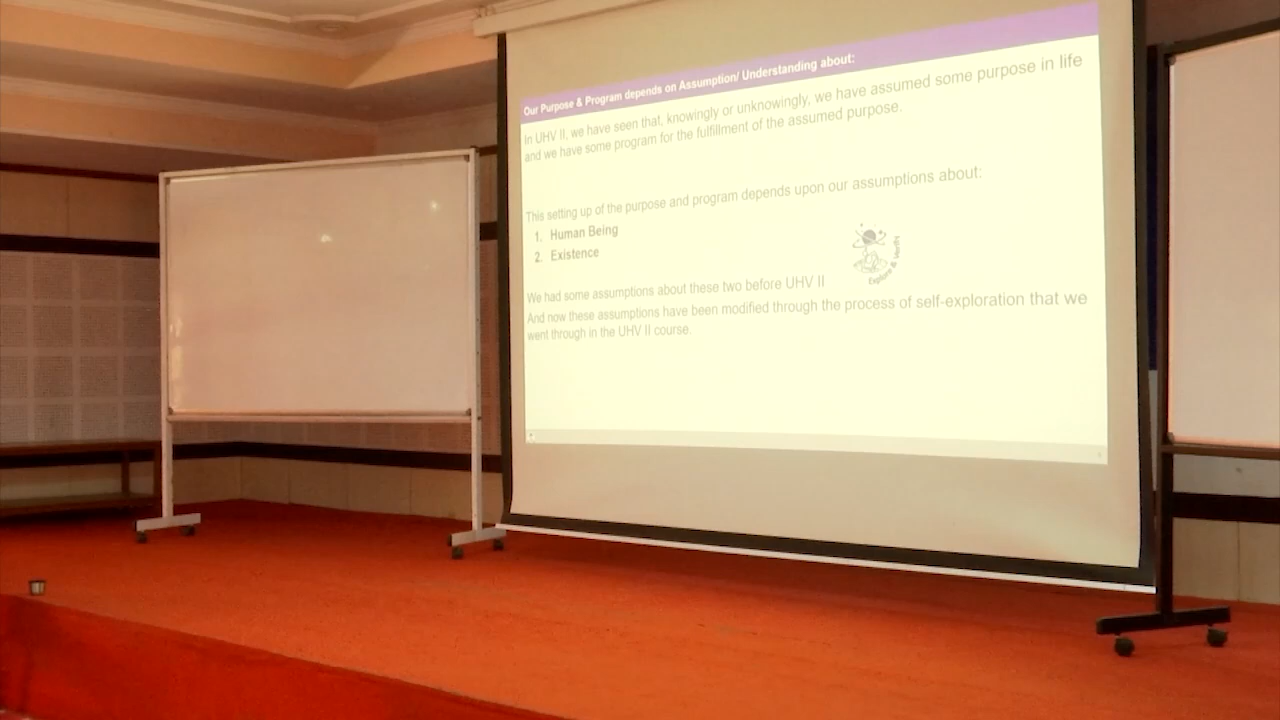 Our Purpose & Program depends on Assumption/ Understanding about:
In UHV II, we have seen that, knowingly or unknowingly, we have assumed some purpose in life
and we have some program for the fulfillment of the assumed purpose.
This setting up of the purpose and program depends upon our assumptions about:
1. Human Being
2. Existence
Explore & Verify
We had some assumptions about these two before UHV II
And now these assumptions have been modified through the process of self-exploration that we
went through in the UHV II course.